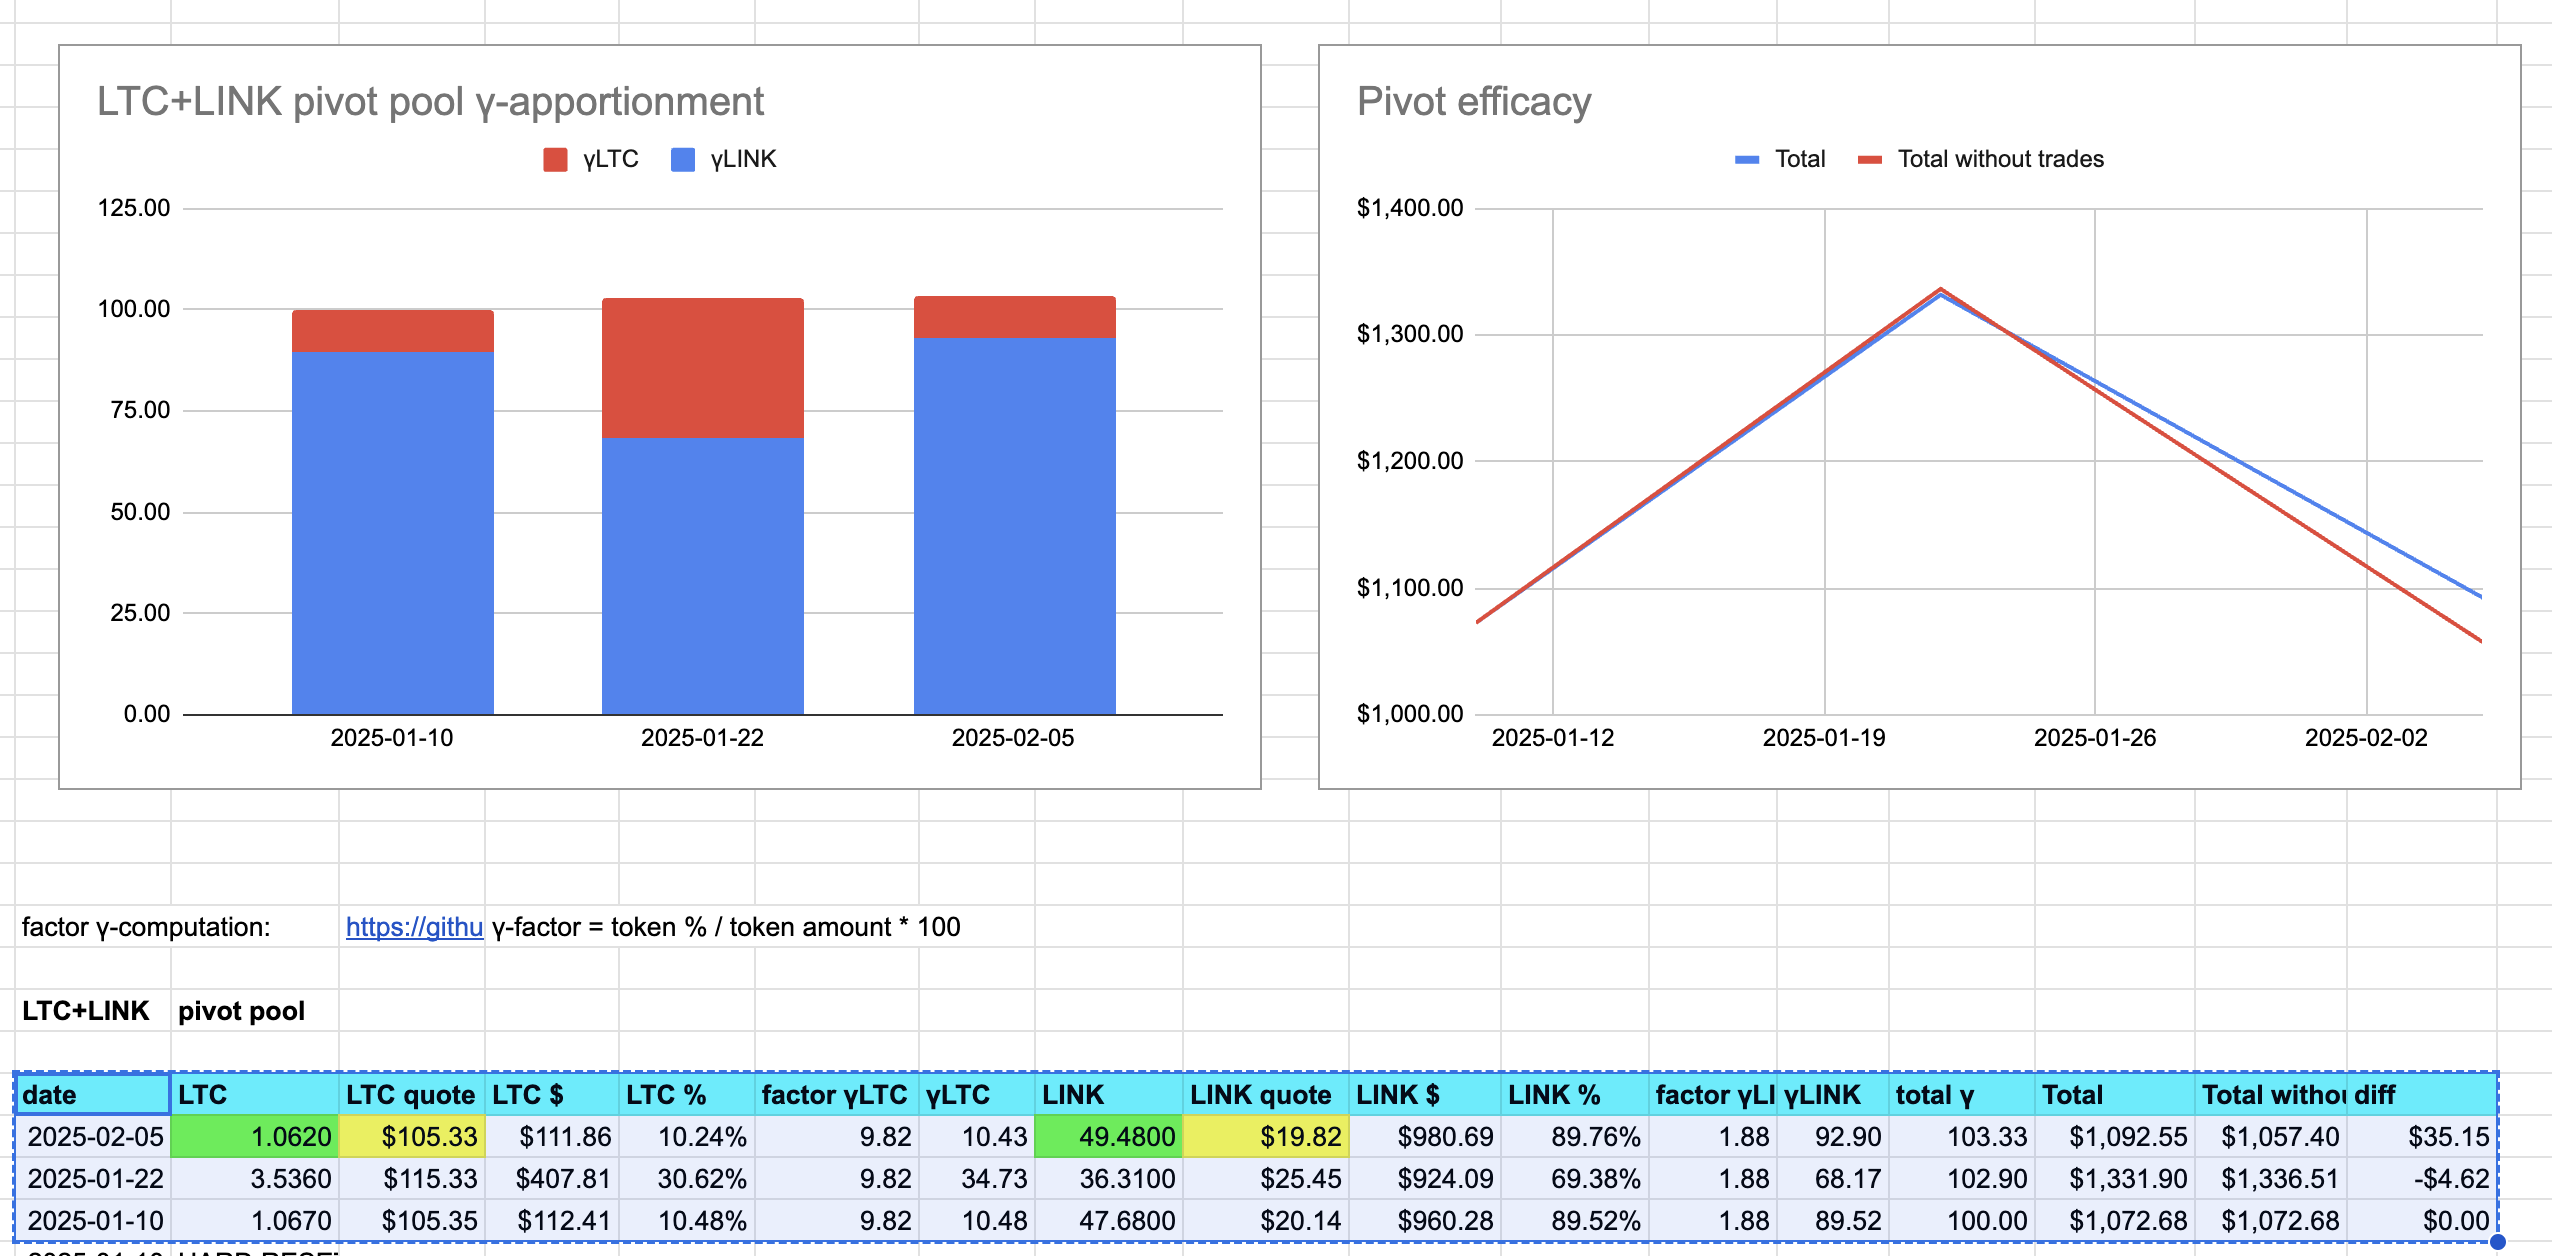 LTC+LINK pivot pool γ-apportionment
γLTC γLINK
125.00
100.00
75.00
50.00
25.00
0.00
2025-01-10 2025-01-22 2025-02-05
Pivot efficacy
Total Total without trades
$1,400.00
$1,300.00
$1,200.00
$1,100.00
$1,000.00
2025-01-12 2025-01-19 2025-01-26 2025-02-02
factor γ-computation: https://githu γ-factor = token % / token amount * 100
LTC+LINK pivot pool
date LTC LTC quote LTC $ LTC % factor γLTC γLTC LINK LINK quote LINK $ LINK % factor γLI γLINK total γ Total Total withou diff
2025-02-05 1.0620 $105.33 $111.86 10.24% 9.82 10.43 49.4800 $19.82 $980.69 89.76% 1.88 92.90 103.33 $1,092.55 $1,057.40 $35.15
2025-01-22 3.5360 $115.33 $407.81 30.62% 9.82 34.73 36.3100 $25.45 $924.09 69.38% 1.88 68.17 102.90 $1,331.90 $1,336.51 -$4.62
2025-01-10 1.0670 $105.35 $112.41 10.48% 9.82 10.48 47.6800 $20.14 $960.28 89.52% 1.88 89.52 100.00 $1,072.68 $1,072.68 $0.00